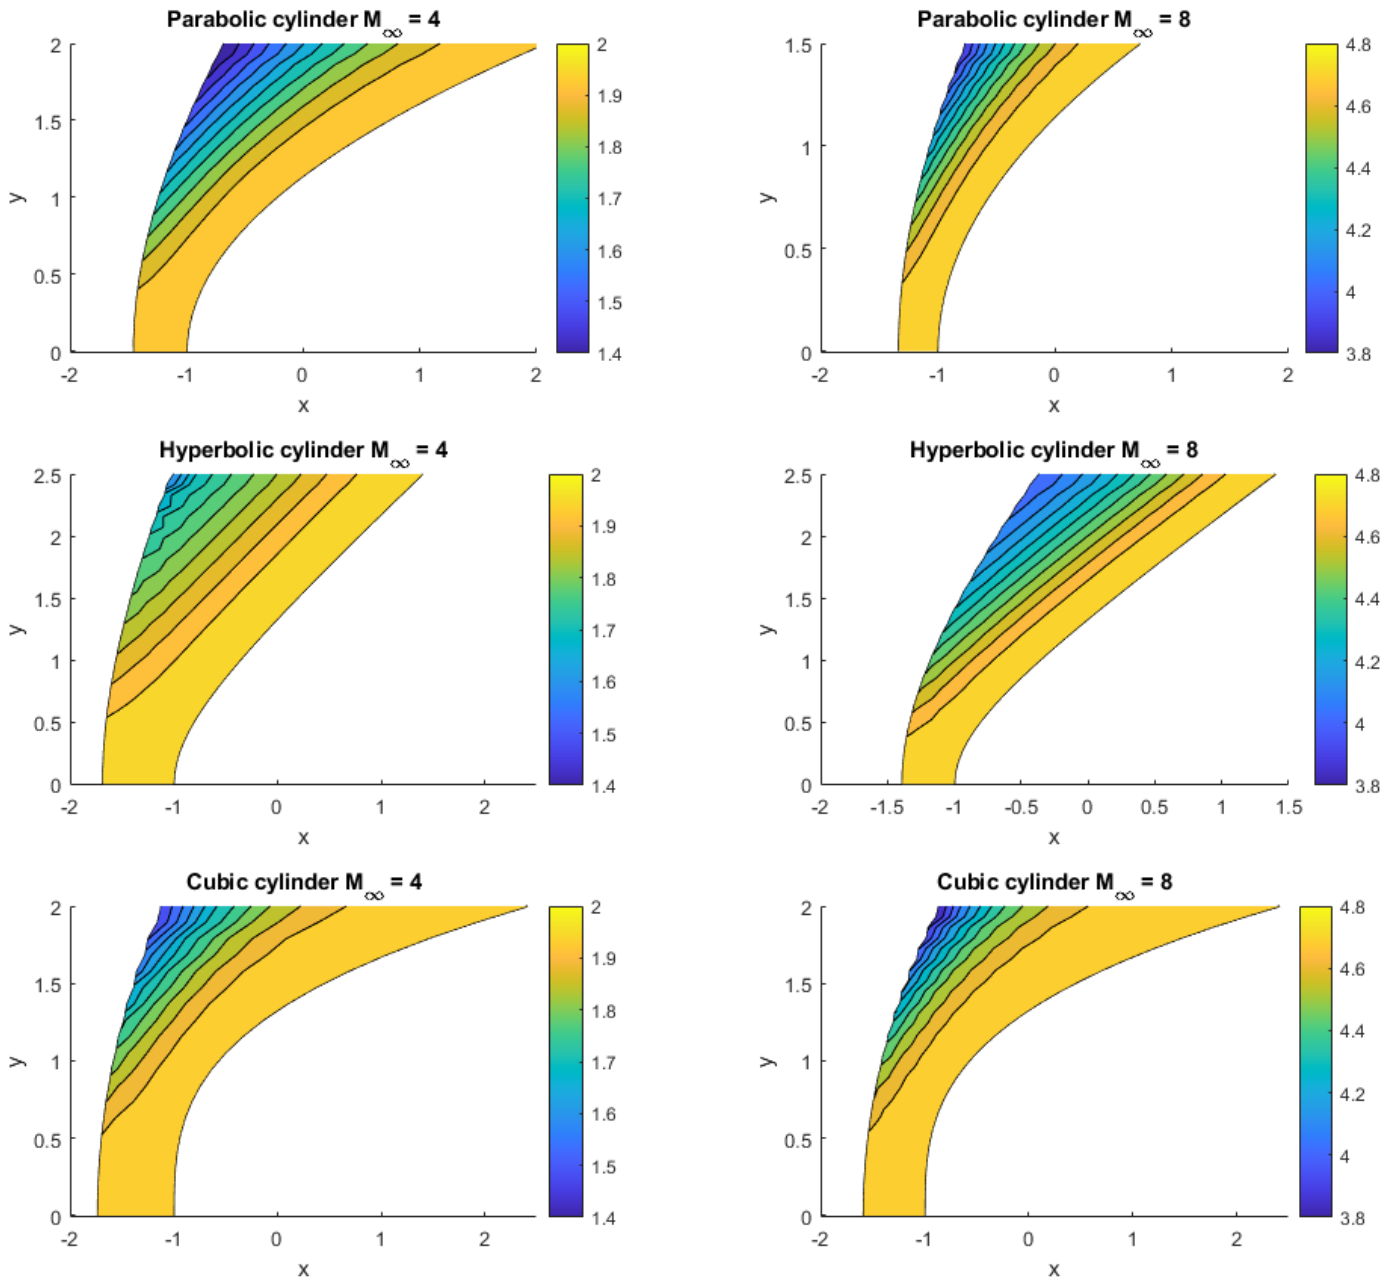 Parabolic cylinder M∞ = 4
2
1.5
1
0.5
0
y
-2 -1 0 1 2
x
2
1.9
1.8
1.7
1.6
1.5
1.4
Parabolic cylinder M∞ = 8
1.5
1
0.5
0
y
-2 -1 0 1 2
x
4.8
4.6
4.4
4.2
4
3.8
Hyperbolic cylinder M∞ = 4
2.5
2
1.5
1
0.5
0
y
-2 -1 0 1 2
x
2
1.9
1.8
1.7
1.6
1.5
1.4
Hyperbolic cylinder M∞ = 8
2.5
2
1.5
1
0.5
0
y
-2 -1.5 -1 -0.5 0 0.5 1 1.5
x
4.8
4.6
4.4
4.2
4
3.8
Cubic cylinder M∞ = 4
2
1.5
1
0.5
0
y
-2 -1 0 1 2
x
2
1.9
1.8
1.7
1.6
1.5
1.4
Cubic cylinder M∞ = 8
2
1.5
1
0.5
0
y
-2 -1 0 1 2
x
4.8
4.6
4.4
4.2
4
3.8